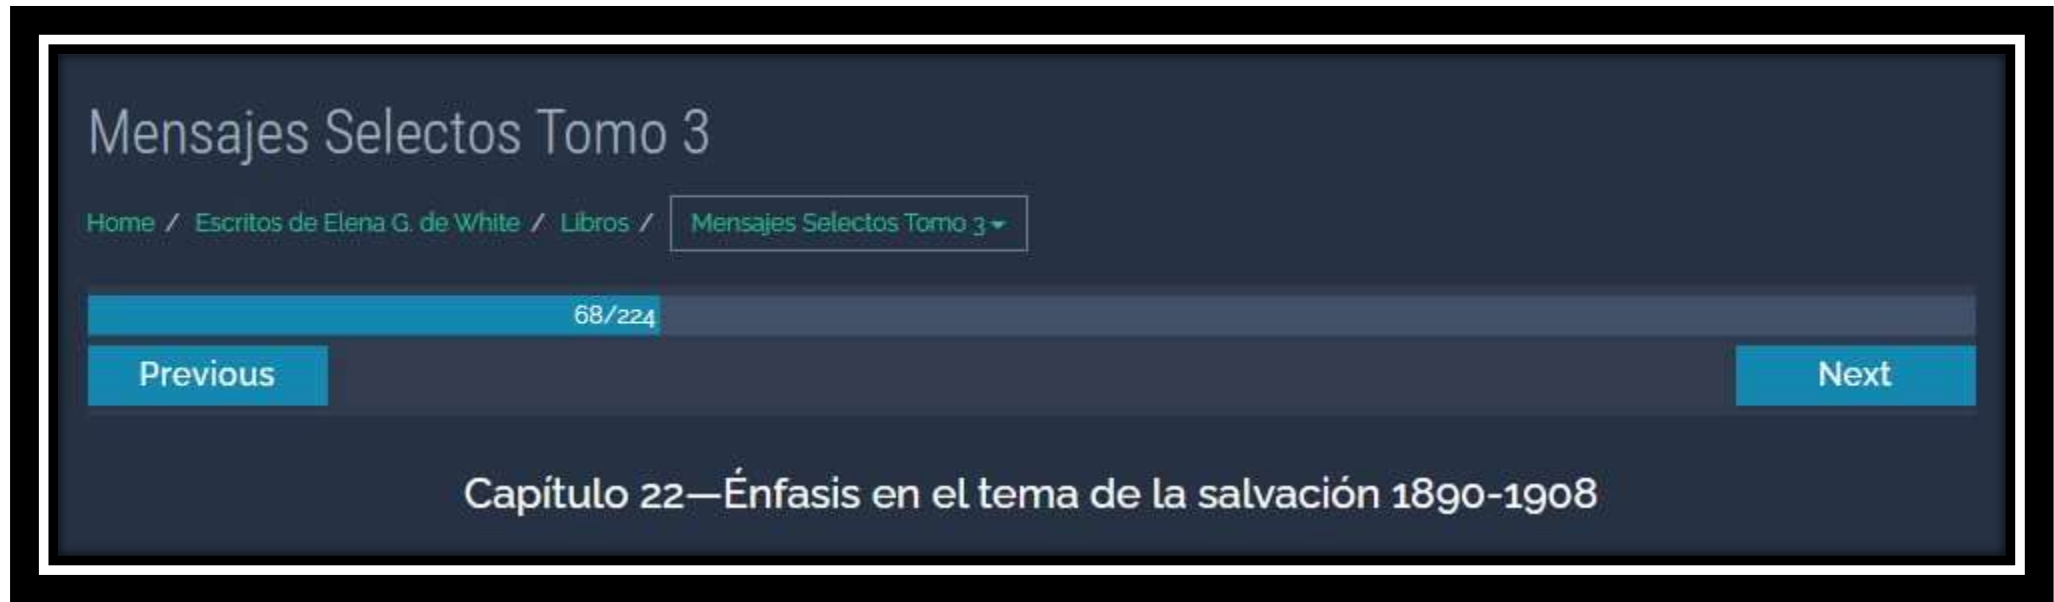 Mensajes Selectos Tomo 3
Home / Escritos de Elena G. de White / Libros / Mensajes Selectos Tomo 3
68/224
Previous Next
Capítulo 22—Énfasis en el tema de la salvación 1890-1908